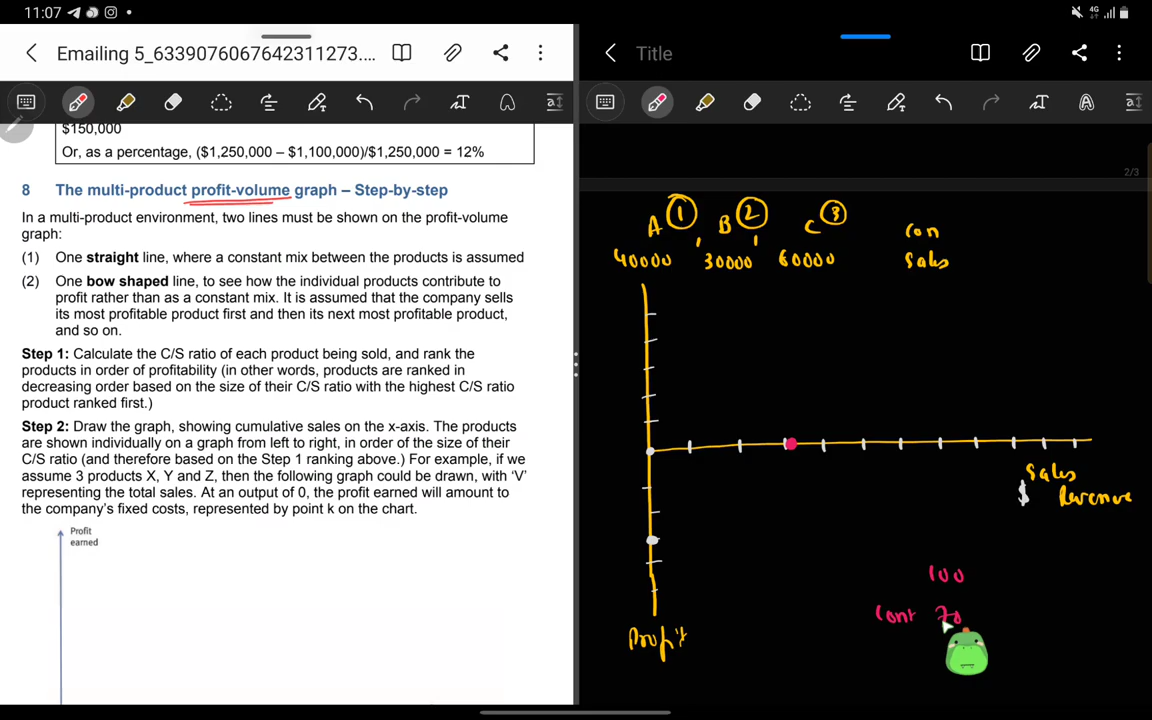 11:07
4G
Emailing 5_6339076067642311273....
Title
$150,000
Or, as a percentage, ($1,250,000 – $1,100,000)/$1,250,000 = 12%
8 The multi-product profit-volume graph – Step-by-step
In a multi-product environment, two lines must be shown on the profit-volume
graph:
(1) One straight line, where a constant mix between the products is assumed
(2) One bow shaped line, to see how the individual products contribute to
profit rather than as a constant mix. It is assumed that the company sells
its most profitable product first and then its next most profitable product,
and so on.
Step 1: Calculate the C/S ratio of each product being sold, and rank the
products in order of profitability (in other words, products are ranked in
decreasing order based on the size of their C/S ratio with the highest C/S ratio
product ranked first.)
Step 2: Draw the graph, showing cumulative sales on the x-axis. The products
are shown individually on a graph from left to right, in order of the size of their
C/S ratio (and therefore based on the Step 1 ranking above.) For example, if we
assume 3 products X, Y and Z, then the following graph could be drawn, with 'V'
representing the total sales. At an output of 0, the profit earned will amount to
the company's fixed costs, represented by point k on the chart.
Profit
earned
2/3
A 1 B 2 C 3 Con
40000 , 30000 , 60000 Sales
Sales
$ Revenue
100
Cont 70
Profit